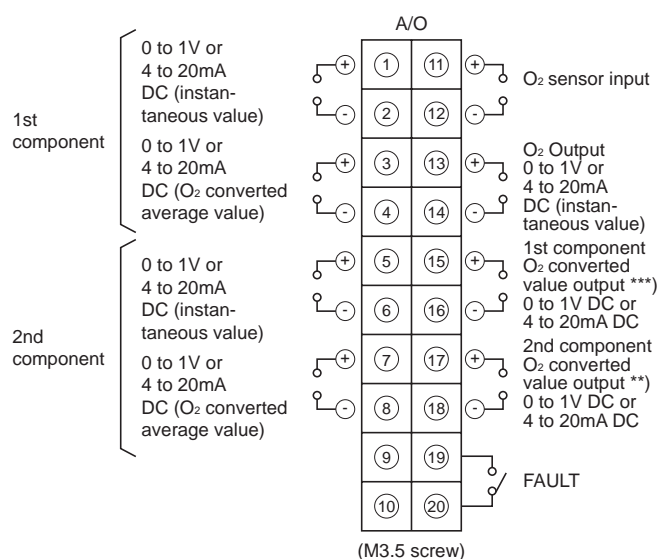 A/O
1st
component
0 to 1V or
4 to 20mA
DC (instan-
taneous value)
0 to 1V or
4 to 20mA
DC (O₂ converted
average value)
2nd
component
0 to 1V or
4 to 20mA
DC (instan-
taneous value)
0 to 1V or
4 to 20mA
DC (O₂ converted
average value)
+ 1 11 +
- 2 12 -
+ 3 13 +
- 4 14 -
+ 5 15 +
- 6 16 -
+ 7 17 +
- 8 18 -
9 19
10 20
O₂ sensor input
O₂ Output
0 to 1V or
4 to 20mA
DC (instan-
taneous value)
1st component
O₂ converted
value output ***)
0 to 1V DC or
4 to 20mA DC
2nd component
O₂ converted
value output **)
0 to 1V DC or
4 to 20mA DC
FAULT
(M3.5 screw)